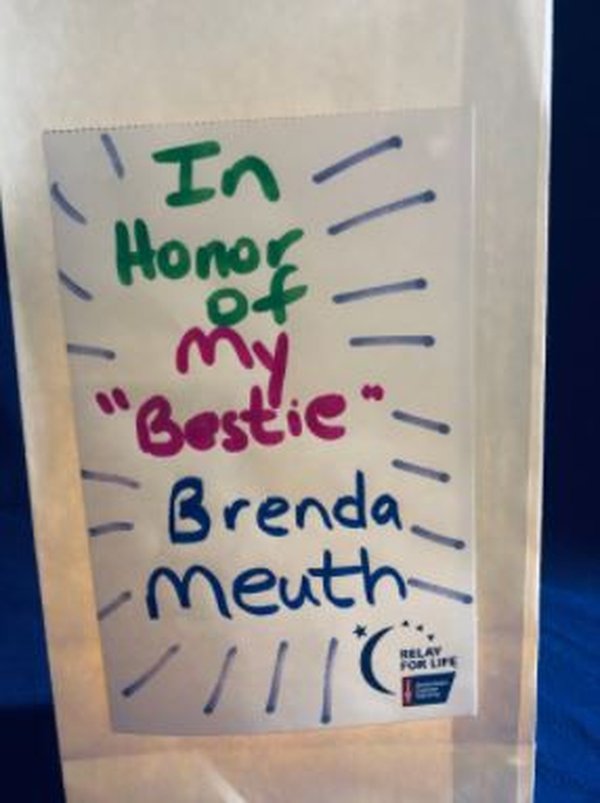 In
Honor
of
My
"Bestie"
Brenda
Meuth
RELAY
FOR LIFE